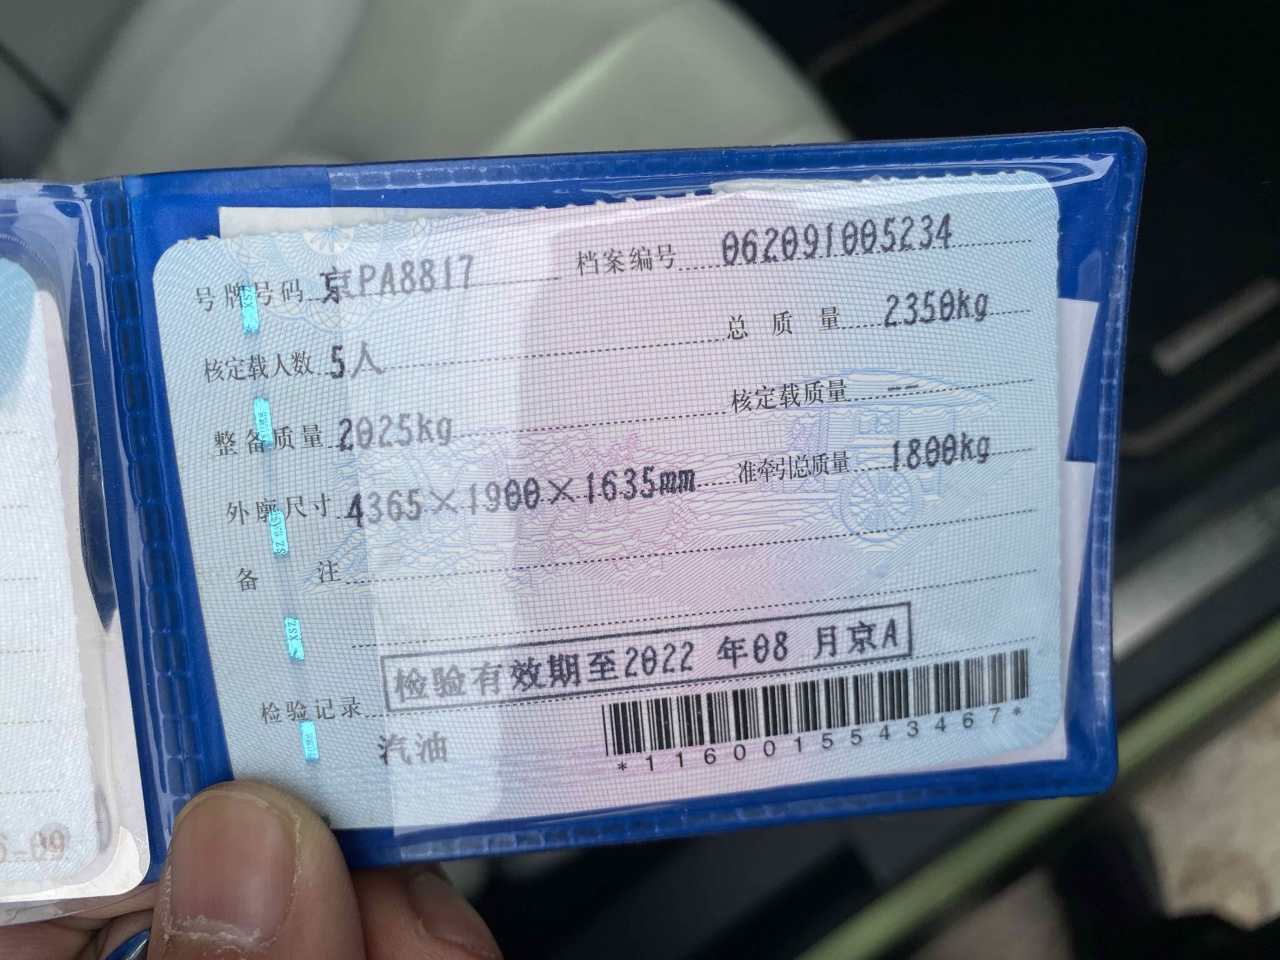 号牌号码 京PA8817 档案编号 062091005234
核定载人数 5人 总质量 2350kg
整备质量 2025kg 核定载质量 --
外廓尺寸 4365×1900×1635mm 准牵引总质量 1800kg
备注
检验记录 检验有效期至2022 年08 月京A
汽油
*1160015543467*